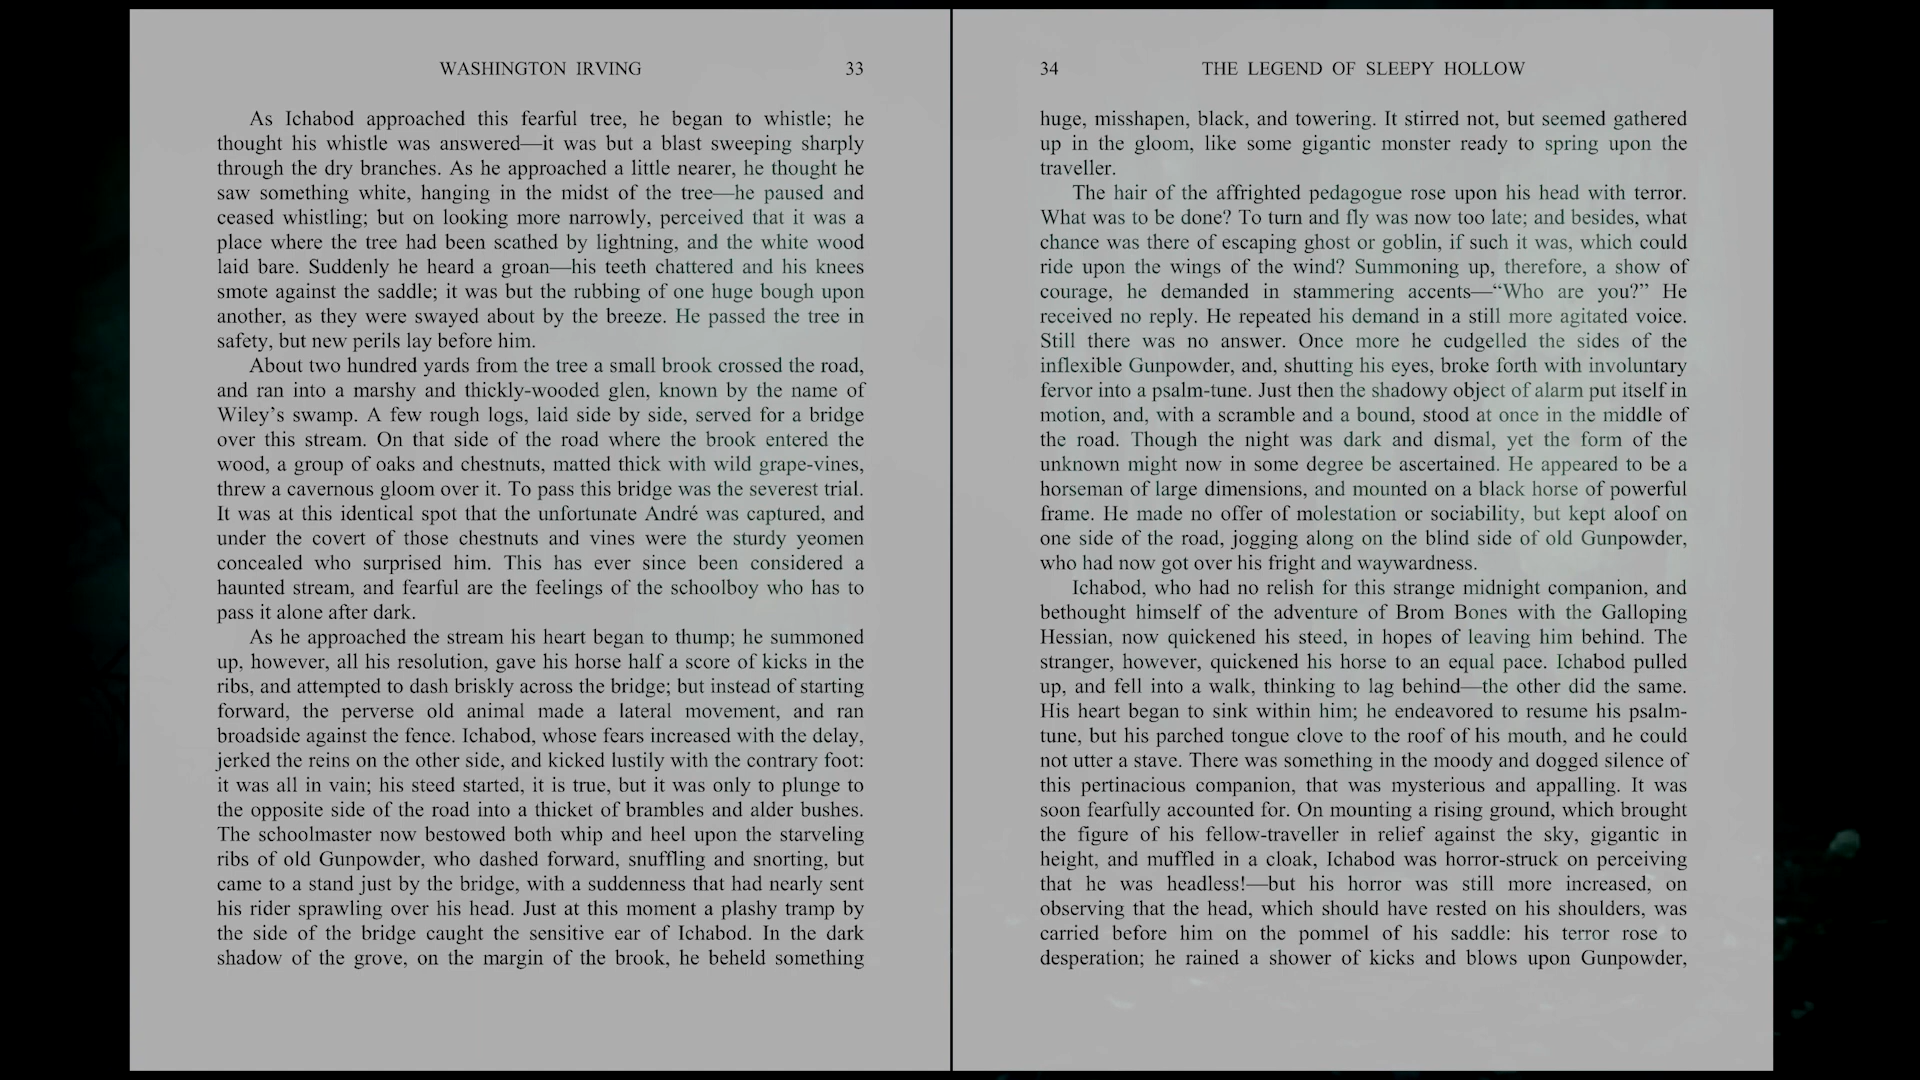 WASHINGTON IRVING 33
As Ichabod approached this fearful tree, he began to whistle; he
thought his whistle was answered—it was but a blast sweeping sharply
through the dry branches. As he approached a little nearer, he thought he
saw something white, hanging in the midst of the tree—he paused and
ceased whistling; but on looking more narrowly, perceived that it was a
place where the tree had been scathed by lightning, and the white wood
laid bare. Suddenly he heard a groan—his teeth chattered and his knees
smote against the saddle; it was but the rubbing of one huge bough upon
another, as they were swayed about by the breeze. He passed the tree in
safety, but new perils lay before him.
About two hundred yards from the tree a small brook crossed the road,
and ran into a marshy and thickly-wooded glen, known by the name of
Wiley’s swamp. A few rough logs, laid side by side, served for a bridge
over this stream. On that side of the road where the brook entered the
wood, a group of oaks and chestnuts, matted thick with wild grape-vines,
threw a cavernous gloom over it. To pass this bridge was the severest trial.
It was at this identical spot that the unfortunate André was captured, and
under the covert of those chestnuts and vines were the sturdy yeomen
concealed who surprised him. This has ever since been considered a
haunted stream, and fearful are the feelings of the schoolboy who has to
pass it alone after dark.
As he approached the stream his heart began to thump; he summoned
up, however, all his resolution, gave his horse half a score of kicks in the
ribs, and attempted to dash briskly across the bridge; but instead of starting
forward, the perverse old animal made a lateral movement, and ran
broadside against the fence. Ichabod, whose fears increased with the delay,
jerked the reins on the other side, and kicked lustily with the contrary foot:
it was all in vain; his steed started, it is true, but it was only to plunge to
the opposite side of the road into a thicket of brambles and alder bushes.
The schoolmaster now bestowed both whip and heel upon the starveling
ribs of old Gunpowder, who dashed forward, snuffling and snorting, but
came to a stand just by the bridge, with a suddenness that had nearly sent
his rider sprawling over his head. Just at this moment a plashy tramp by
the side of the bridge caught the sensitive ear of Ichabod. In the dark
shadow of the grove, on the margin of the brook, he beheld something
34 THE LEGEND OF SLEEPY HOLLOW
huge, misshapen, black, and towering. It stirred not, but seemed gathered
up in the gloom, like some gigantic monster ready to spring upon the
traveller.
The hair of the affrighted pedagogue rose upon his head with terror.
What was to be done? To turn and fly was now too late; and besides, what
chance was there of escaping ghost or goblin, if such it was, which could
ride upon the wings of the wind? Summoning up, therefore, a show of
courage, he demanded in stammering accents—“Who are you?” He
received no reply. He repeated his demand in a still more agitated voice.
Still there was no answer. Once more he cudgelled the sides of the
inflexible Gunpowder, and, shutting his eyes, broke forth with involuntary
fervor into a psalm-tune. Just then the shadowy object of alarm put itself in
motion, and, with a scramble and a bound, stood at once in the middle of
the road. Though the night was dark and dismal, yet the form of the
unknown might now in some degree be ascertained. He appeared to be a
horseman of large dimensions, and mounted on a black horse of powerful
frame. He made no offer of molestation or sociability, but kept aloof on
one side of the road, jogging along on the blind side of old Gunpowder,
who had now got over his fright and waywardness.
Ichabod, who had no relish for this strange midnight companion, and
bethought himself of the adventure of Brom Bones with the Galloping
Hessian, now quickened his steed, in hopes of leaving him behind. The
stranger, however, quickened his horse to an equal pace. Ichabod pulled
up, and fell into a walk, thinking to lag behind—the other did the same.
His heart began to sink within him; he endeavored to resume his psalm-
tune, but his parched tongue clove to the roof of his mouth, and he could
not utter a stave. There was something in the moody and dogged silence of
this pertinacious companion, that was mysterious and appalling. It was
soon fearfully accounted for. On mounting a rising ground, which brought
the figure of his fellow-traveller in relief against the sky, gigantic in
height, and muffled in a cloak, Ichabod was horror-struck on perceiving
that he was headless!—but his horror was still more increased, on
observing that the head, which should have rested on his shoulders, was
carried before him on the pommel of his saddle: his terror rose to
desperation; he rained a shower of kicks and blows upon Gunpowder,